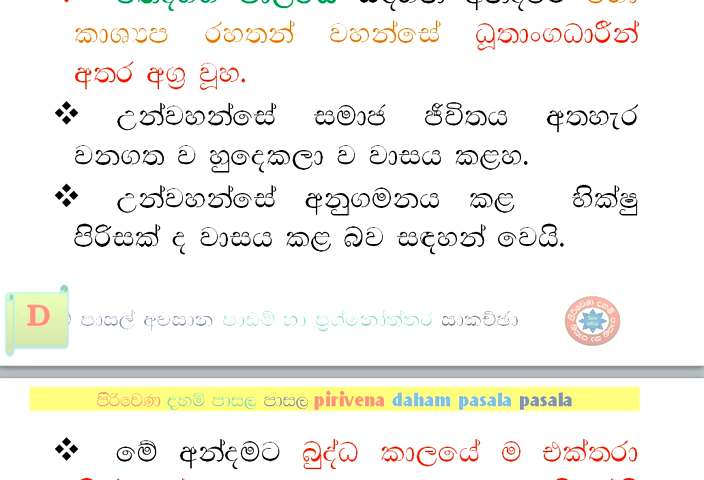 කාශ්‍යප රහතන් වහන්සේ ධූතාංගධාරීන්
අතර අග්‍ර වූහ.
❖ උන්වහන්සේ සමාජ ජීවිතය අතහැර
වනගත ව හුදෙකලා ව වාසය කළහ.
❖ උන්වහන්සේ අනුගමනය කළ භික්ෂු
පිරිසක් ද වාසය කළ බව සඳහන් වෙයි.
D පාසල් අවසාන පාඩම් හා ප්‍රශ්නෝත්තර සාකච්ඡා
පිරිවෙණ දහම් පාසල පාසල pirivena daham pasala pasala
❖ මේ අන්දමට බුද්ධ කාලයේ ම එක්තරා